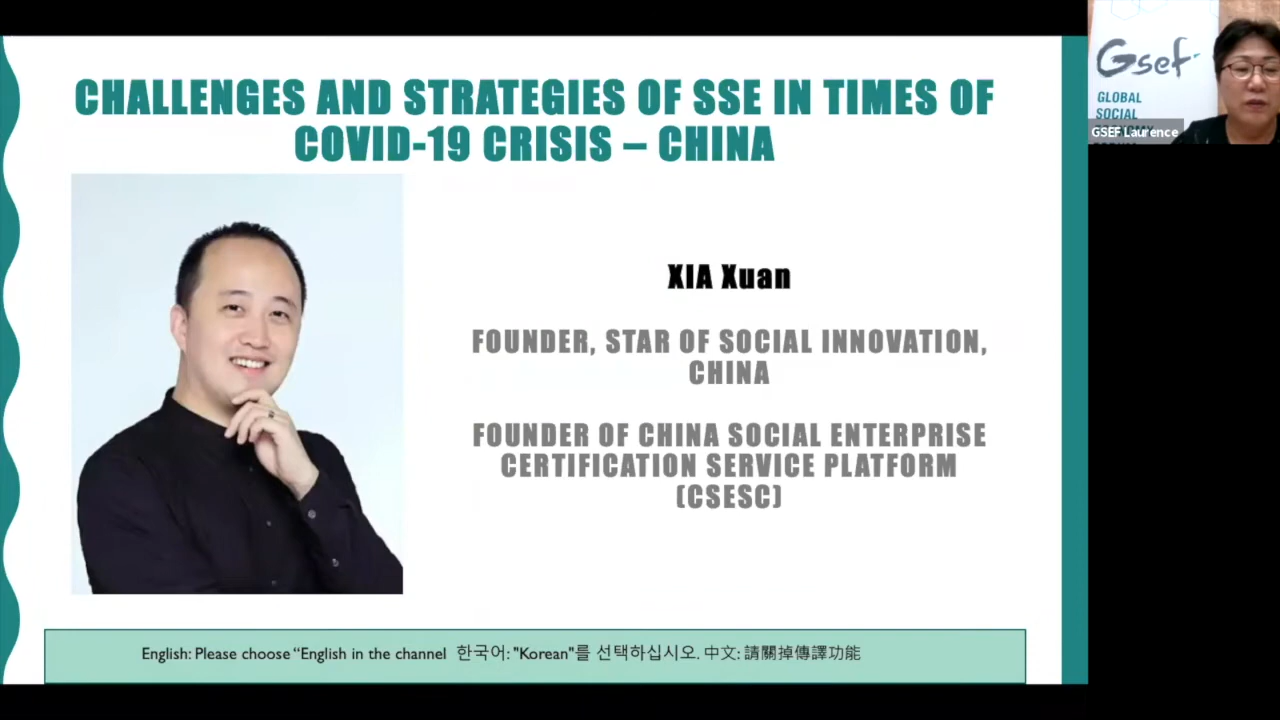 CHALLENGES AND STRATEGIES OF SSE IN TIMES OF
COVID-19 CRISIS – CHINA
XIA Xuan
FOUNDER, STAR OF SOCIAL INNOVATION,
CHINA
FOUNDER OF CHINA SOCIAL ENTERPRISE
CERTIFICATION SERVICE PLATFORM
(CSESC)
English: Please choose “English in the channel 한국어: "Korean"를 선택하십시오. 中文: 請關掉傳譯功能
Gsef
GLOBAL
SOCIAL
GSEF Laurence